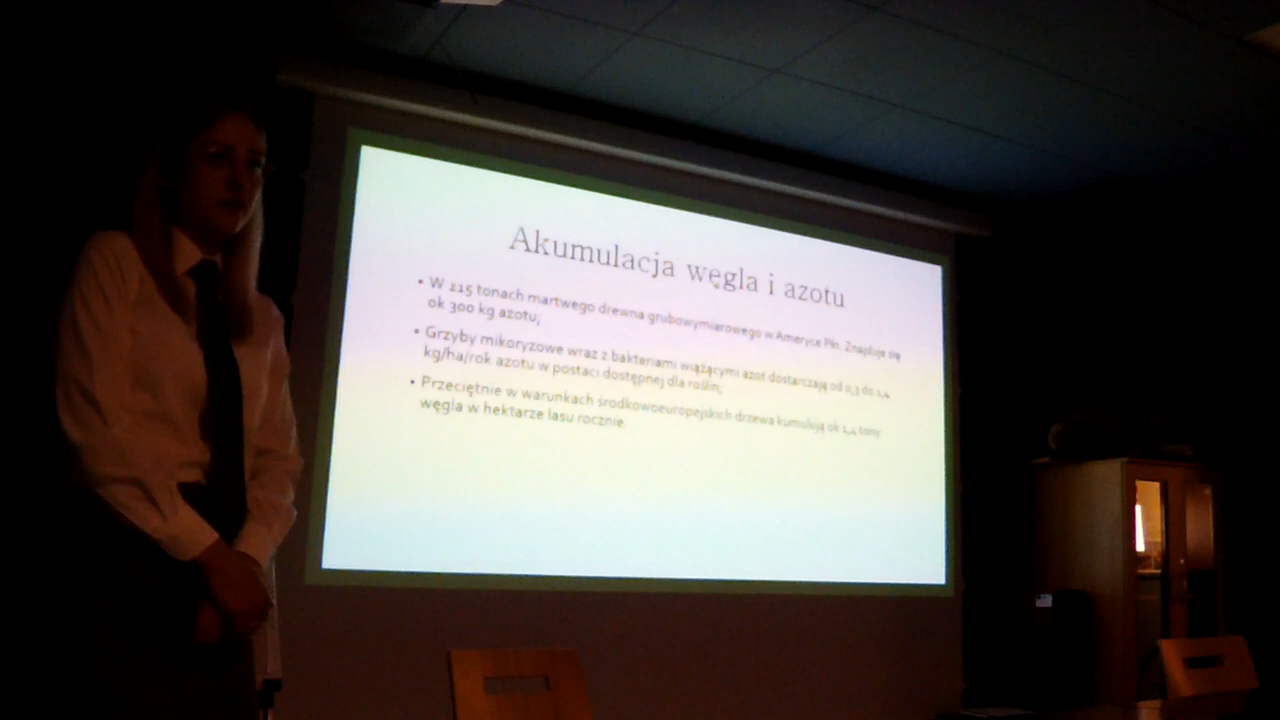 Akumulacja węgla i azotu
• W 215 tonach martwego drewna grubowymiarowego w Ameryce Płn. Znajduje się
ok 300 kg azotu;
• Grzyby mikoryzowe wraz z bakteriami wiążącymi azot dostarczają od 0,3 do 1,4
kg/ha/rok azotu w postaci dostępnej dla roślin;
• Przeciętnie w warunkach środkowoeuropejskich drzewa kumulują ok 1,4 tony
węgla w hektarze lasu rocznie.